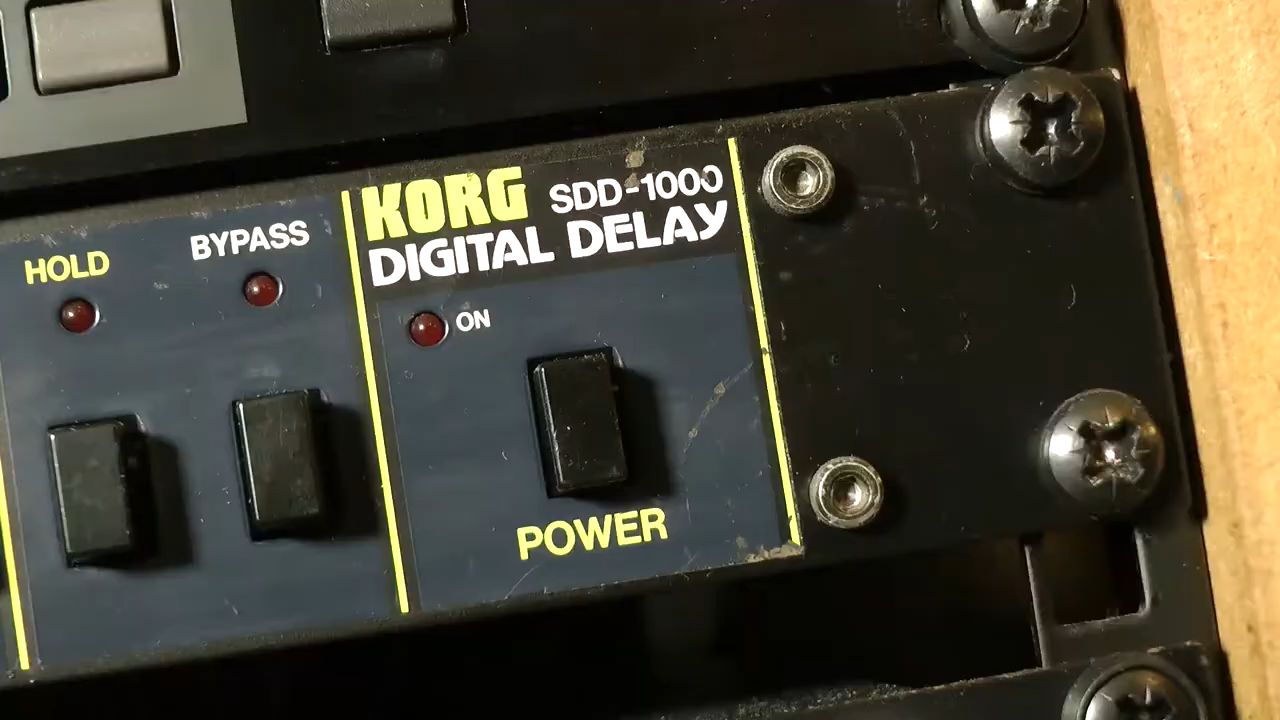 HOLD
BYPASS
KORG SDD-1000
DIGITAL DELAY
ON
POWER